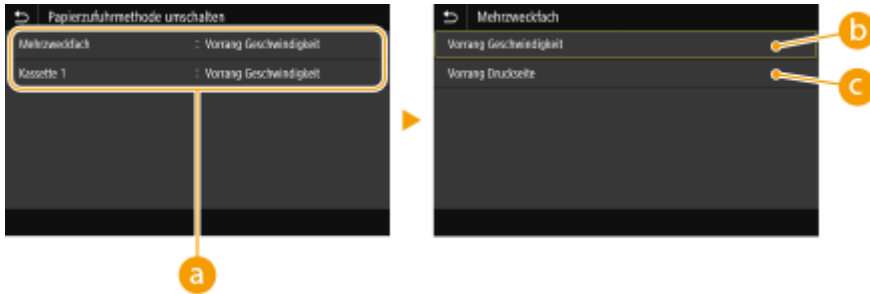 Papierzufuhrmethode umschalten
Mehrzweckfach : Vorrang Geschwindigkeit
Kassette 1 : Vorrang Geschwindigkeit
a
Mehrzweckfach
Vorrang Geschwindigkeit
b
Vorrang Druckseite
c